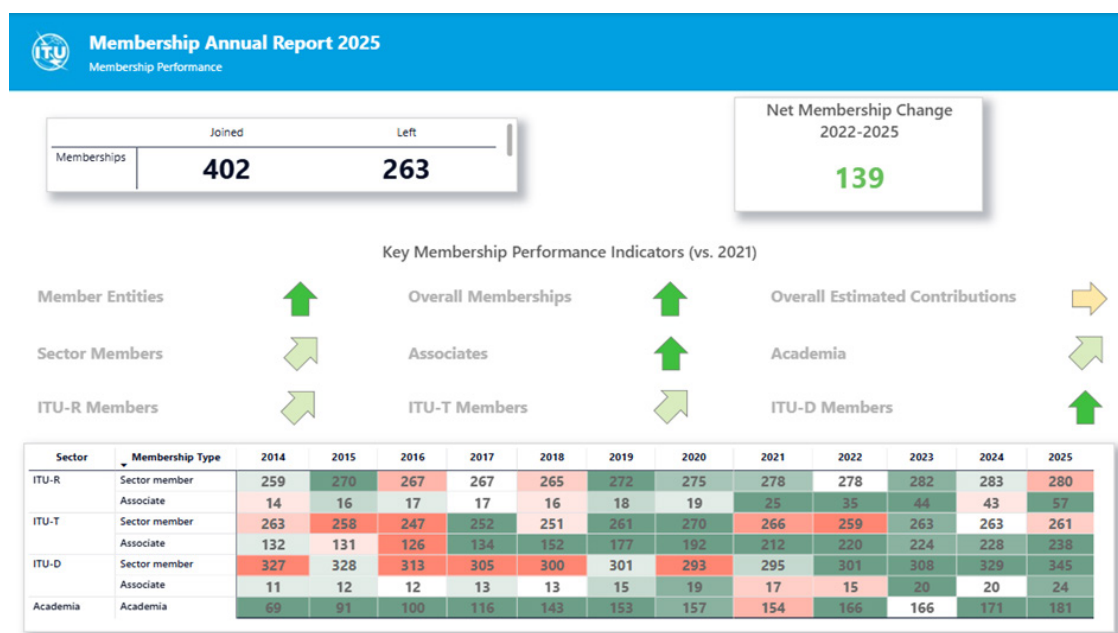 ITU
Membership Annual Report 2025
Membership Performance
Joined Left
Memberships 402 263
Net Membership Change
2022-2025
139
Key Membership Performance Indicators (vs. 2021)
Member Entities Overall Memberships Overall Estimated Contributions
Sector Members Associates Academia
ITU-R Members ITU-T Members ITU-D Members
Sector Membership Type 2014 2015 2016 2017 2018 2019 2020 2021 2022 2023 2024 2025
ITU-R Sector member 259 270 267 267 265 272 275 278 278 282 283 280
Associate 14 16 17 17 16 18 19 25 35 44 43 57
ITU-T Sector member 263 258 247 252 251 261 270 266 259 263 263 261
Associate 132 131 126 134 152 177 192 212 220 224 228 238
ITU-D Sector member 327 328 313 305 300 301 293 295 301 308 329 345
Associate 11 12 12 13 13 15 19 17 15 20 20 24
Academia Academia 69 91 100 116 143 153 157 154 166 166 171 181